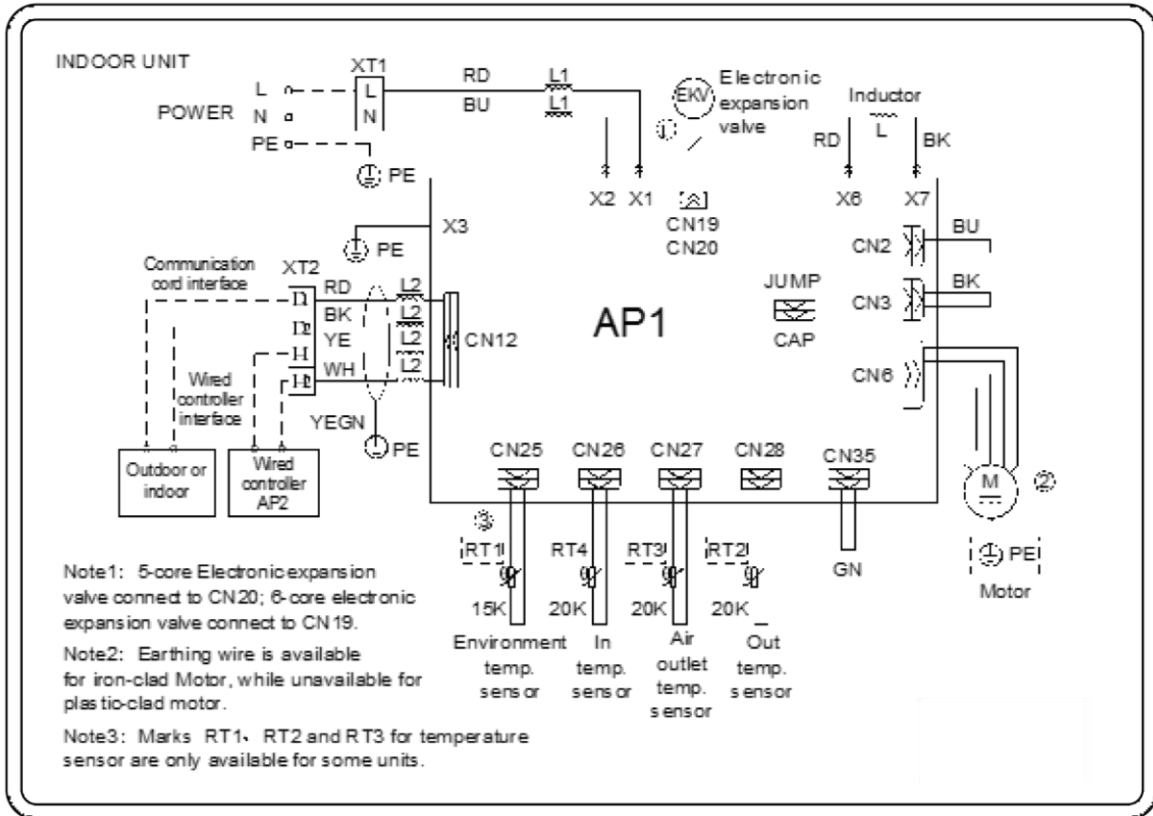 INDOOR UNIT
POWER
L
N
PE
XT1
L
N
PE
RD
BU
L1
L1
EKV
Electronic
expansion
valve
1
Inductor
L
RD
BK
X2
X1
X6
X7
CN19
CN20
X3
PE
Communication
cord interface
XT2
D1
D2
H1
H2
RD
BK
YE
WH
YEGN
PE
L2
L2
L2
L2
CN12
Wired
controller
interface
Outdoor or
indoor
Wired
controller
AP2
AP1
JUMP
CAP
CN2
BU
CN3
BK
CN6
CN25
CN26
CN27
CN28
CN35
M
2
PE
Motor
3
RT1
RT4
RT3
RT2
GN
15K
20K
20K
20K
Environment
temp.
sensor
In
temp.
sensor
Air
outlet
temp.
sensor
Out
temp.
sensor
Note1: 5-core Electronic expansion
valve connect to CN20; 6-core electronic
expansion valve connect to CN19.
Note2: Earthing wire is available
for iron-clad Motor, while unavailable for
plastic-clad motor.
Note3: Marks RT1、RT2 and RT3 for temperature
sensor are only available for some units.